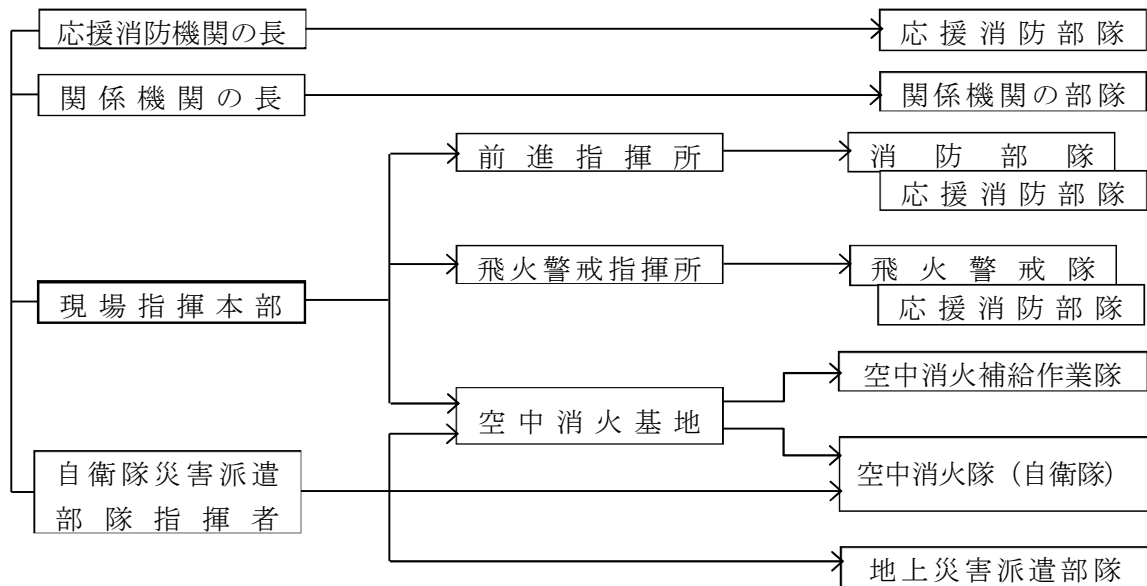 応援消防機関の長
応援消防部隊
関係機関の長
関係機関の部隊
前進指揮所
消防部隊
応援消防部隊
飛火警戒指揮所
飛火警戒隊
応援消防部隊
現場指揮本部
空中消火補給作業隊
空中消火基地
自衛隊災害派遣
部隊指揮者
空中消火隊（自衛隊）
地上災害派遣部隊